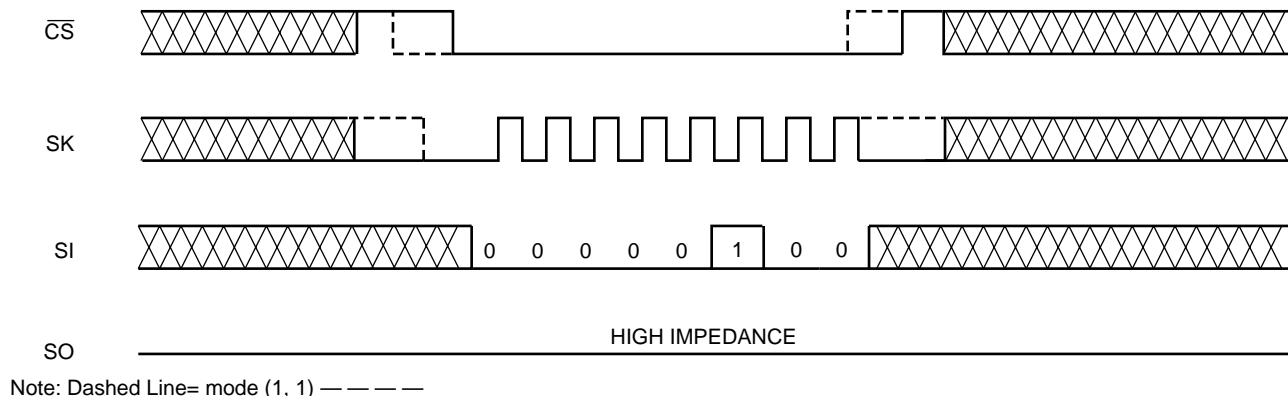 CS
SK
SI
0 0 0 0 0 1 0 0
HIGH IMPEDANCE
SO
Note: Dashed Line= mode (1, 1) — — — —